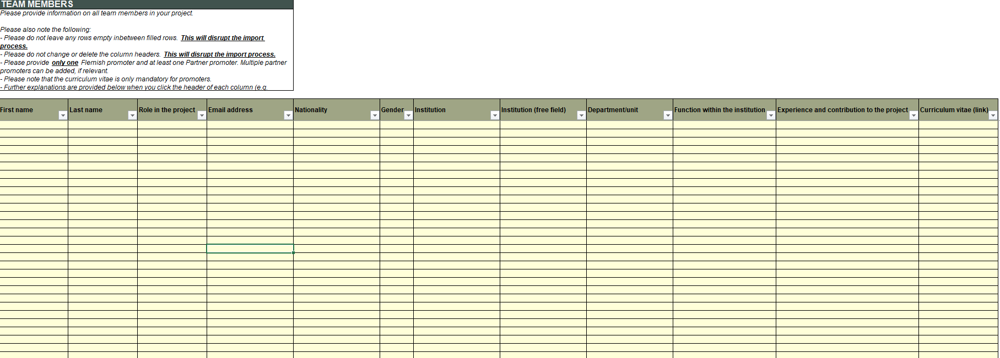 TEAM MEMBERS
Please provide information on all team members in your project.
Please also note the following:
- Please do not leave any rows empty inbetween filled rows. This will disrupt the import
process.
- Please do not change or delete the column headers. This will disrupt the import process.
- Please provide only one Flemish promoter and at least one Partner promoter. Multiple partner
promoters can be added, if relevant.
- Please note that the curriculum vitae is only mandatory for promoters.
- Further explanations are provided below when you click the header of each column (e.g.
First name Last name Role in the project Email address Nationality Gender Institution Institution (free field) Department/unit Function within the institution Experience and contribution to the project Curriculum vitae (link)